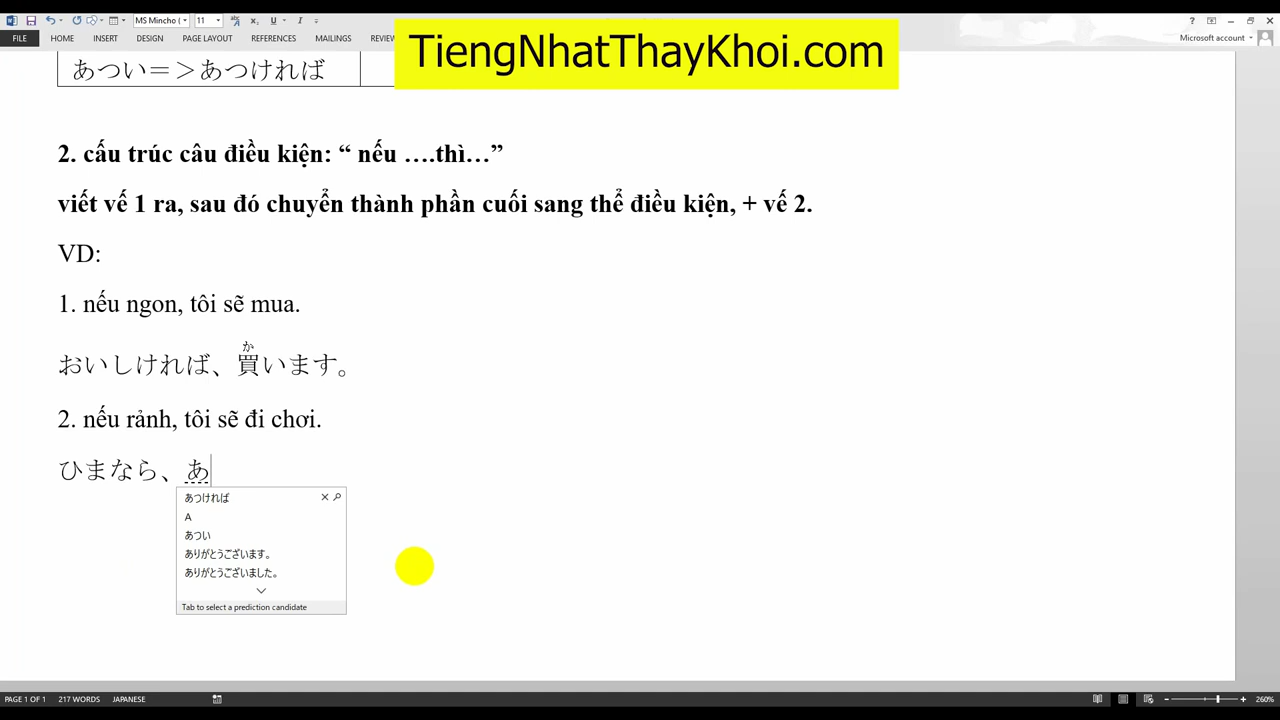 MS Mincho (
11
?
FILE
HOME
INSERT
DESIGN
PAGE LAYOUT
REFERENCES
MAILINGS
REVIEW
Microsoft account
TiengNhatThayKhoi.com
あつい＝＞あつければ
2. cấu trúc câu điều kiện: “ nếu ….thì…”
viết vế 1 ra, sau đó chuyển thành phần cuối sang thể điều kiện, + vế 2.
VD:
1. nếu ngon, tôi sẽ mua.
か
おいしければ、買います。
2. nếu rảnh, tôi sẽ đi chơi.
ひまなら、あ
あつければ
A
あつい
ありがとうございます。
ありがとうございました。
Tab to select a prediction candidate
PAGE 1 OF 1
217 WORDS
JAPANESE
260%